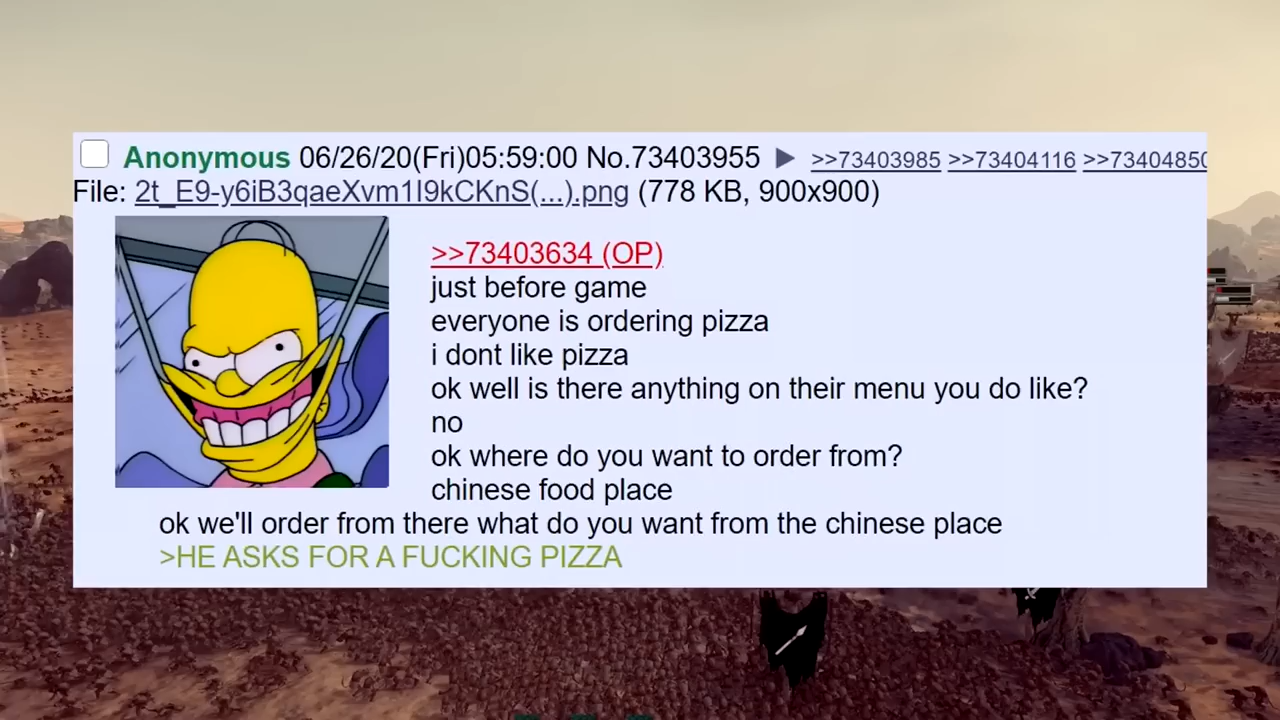 Anonymous 06/26/20(Fri)05:59:00 No.73403955 ▶ >>73403985 >>73404116 >>73404850
File: 2t_E9-y6iB3qaeXvm1I9kCKnS(...).png (778 KB, 900x900)
>>73403634 (OP)
just before game
everyone is ordering pizza
i dont like pizza
ok well is there anything on their menu you do like?
no
ok where do you want to order from?
chinese food place
ok we'll order from there what do you want from the chinese place
>HE ASKS FOR A FUCKING PIZZA